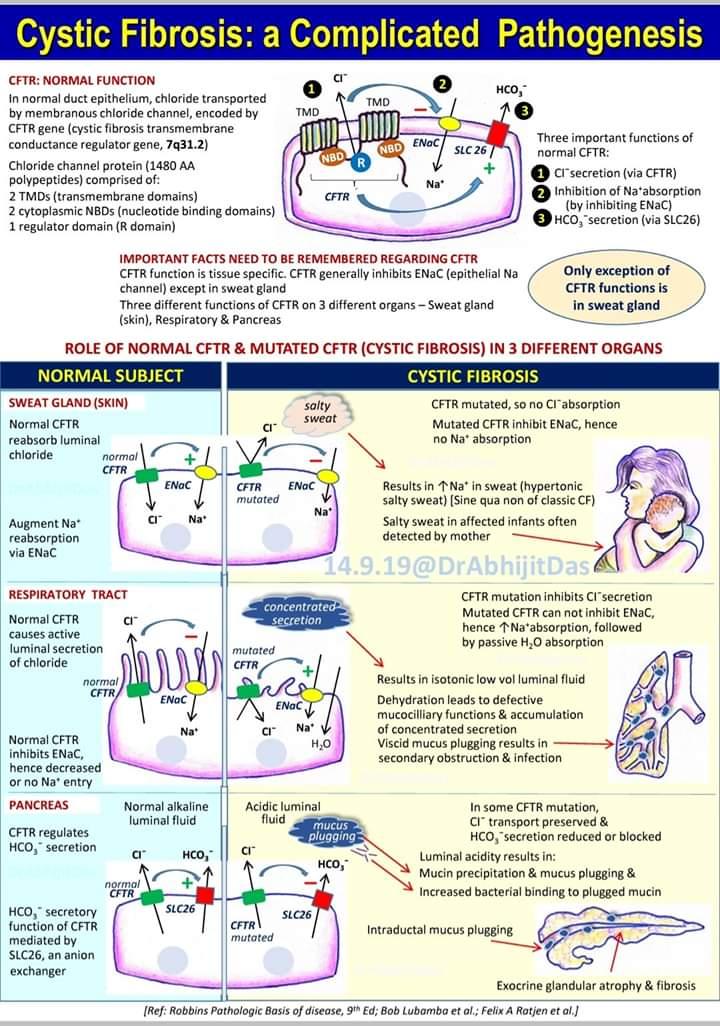 Cystic Fibrosis: a Complicated Pathogenesis
CFTR: NORMAL FUNCTION
In normal duct epithelium, chloride transported
by membranous chloride channel, encoded by
CFTR gene (cystic fibrosis transmembrane
conductance regulator gene, 7q31.2)
Chloride channel protein (1480 AA
polypeptides) comprised of:
2 TMDs (transmembrane domains)
2 cytoplasmic NBDs (nucleotide binding domains)
1 regulator domain (R domain)
1
Cl⁻
2
HCO₃⁻
3
TMD
TMD
NBD
R
NBD
ENaC
SLC 26
−
+
Na⁺
CFTR
Three important functions of
normal CFTR:
1 Cl⁻secretion (via CFTR)
2 Inhibition of Na⁺absorption
(by inhibiting ENaC)
3 HCO₃⁻secretion (via SLC26)
IMPORTANT FACTS NEED TO BE REMEMBERED REGARDING CFTR
CFTR function is tissue specific. CFTR generally inhibits ENaC (epithelial Na
channel) except in sweat gland
Three different functions of CFTR on 3 different organs – Sweat gland
(skin), Respiratory & Pancreas
Only exception of
CFTR functions is
in sweat gland
ROLE OF NORMAL CFTR & MUTATED CFTR (CYSTIC FIBROSIS) IN 3 DIFFERENT ORGANS
NORMAL SUBJECT
CYSTIC FIBROSIS
SWEAT GLAND (SKIN)
Normal CFTR
reabsorb luminal
chloride
Augment Na⁺
reabsorption
via ENaC
normal
CFTR
+
ENaC
Cl⁻
Na⁺
Cl⁻
salty
sweat
−
CFTR
mutated
ENaC
Na⁺
CFTR mutated, so no Cl⁻absorption
Mutated CFTR inhibit ENaC, hence
no Na⁺ absorption
Results in ↑Na⁺ in sweat (hypertonic
salty sweat) [Sine qua non of classic CF)
Salty sweat in affected infants often
detected by mother
14.9.19@DrAbhijitDas
RESPIRATORY TRACT
Normal CFTR
causes active
luminal secretion
of chloride
Normal CFTR
inhibits ENaC,
hence decreased
or no Na⁺ entry
Cl⁻
−
normal
CFTR
ENaC
Na⁺
concentrated
secretion
mutated
CFTR
+
ENaC
Cl⁻
Na⁺
H₂O
CFTR mutation inhibits Cl⁻secretion
Mutated CFTR can not inhibit ENaC,
hence ↑Na⁺absorption, followed
by passive H₂O absorption
Results in isotonic low vol luminal fluid
Dehydration leads to defective
mucocilliary functions & accumulation
of concentrated secretion
Viscid mucus plugging results in
secondary obstruction & infection
PANCREAS
CFTR regulates
HCO₃⁻ secretion
HCO₃⁻ secretory
function of CFTR
mediated by
SLC26, an anion
exchanger
Normal alkaline
luminal fluid
Cl⁻
HCO₃⁻
normal
CFTR
+
SLC26
Acidic luminal
fluid
mucus
plugging
Cl⁻
HCO₃⁻
−
SLC26
CFTR
mutated
In some CFTR mutation,
Cl⁻ transport preserved &
HCO₃⁻secretion reduced or blocked
Luminal acidity results in:
Mucin precipitation & mucus plugging &
Increased bacterial binding to plugged mucin
Intraductal mucus plugging
Exocrine glandular atrophy & fibrosis
[Ref: Robbins Pathologic Basis of disease, 9th Ed; Bob Lubamba et al.; Felix A Ratjen et al.]